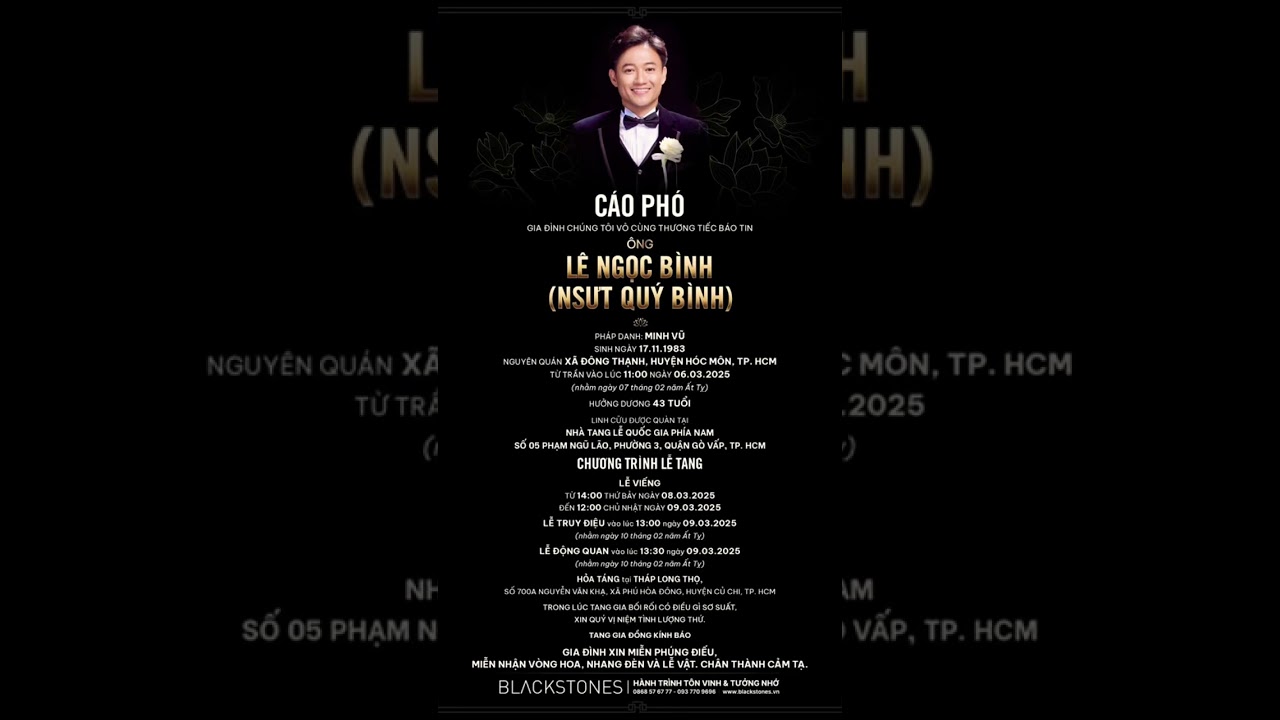 CÁO PHÓ
GIA ĐÌNH CHÚNG TÔI VÔ CÙNG THƯƠNG TIẾC BÁO TIN
ÔNG
LÊ NGỌC BÌNH
(NSƯT QUÝ BÌNH)
PHÁP DANH: MINH VŨ
SINH NGÀY 17.11.1983
NGUYÊN QUÁN XÃ ĐÔNG THẠNH, HUYỆN HÓC MÔN, TP. HCM
TỪ TRẦN VÀO LÚC 11:00 NGÀY 06.03.2025
(nhằm ngày 07 tháng 02 năm Ất Tỵ)
HƯỞNG DƯƠNG 43 TUỔI
LINH CỮU ĐƯỢC QUÀN TẠI
NHÀ TANG LỄ QUỐC GIA PHÍA NAM
SỐ 05 PHẠM NGŨ LÃO, PHƯỜNG 3, QUẬN GÒ VẤP, TP. HCM
CHƯƠNG TRÌNH LỄ TANG
LỄ VIẾNG
TỪ 14:00 THỨ BẢY NGÀY 08.03.2025
ĐẾN 12:00 CHỦ NHẬT NGÀY 09.03.2025
LỄ TRUY ĐIỆU vào lúc 13:00 ngày 09.03.2025
(nhằm ngày 10 tháng 02 năm Ất Tỵ)
LỄ ĐỘNG QUAN vào lúc 13:30 ngày 09.03.2025
(nhằm ngày 10 tháng 02 năm Ất Tỵ)
HỎA TÁNG tại THÁP LONG THỌ,
SỐ 700A NGUYỄN VĂN KHẠ, XÃ PHÚ HÒA ĐÔNG, HUYỆN CỦ CHI, TP. HCM
TRONG LÚC TANG GIA BỐI RỐI CÓ ĐIỀU GÌ SƠ SUẤT,
XIN QUÝ VỊ NIỆM TÌNH LƯỢNG THỨ.
TANG GIA ĐỒNG KÍNH BÁO
GIA ĐÌNH XIN MIỄN PHÚNG ĐIẾU,
MIỄN NHẬN VÒNG HOA, NHANG ĐÈN VÀ LỄ VẬT. CHÂN THÀNH CẢM TẠ.
BLACKSTONES | HÀNH TRÌNH TÔN VINH & TƯỞNG NHỚ
0868 57 67 77 - 093 770 9696 www.blackstones.vn